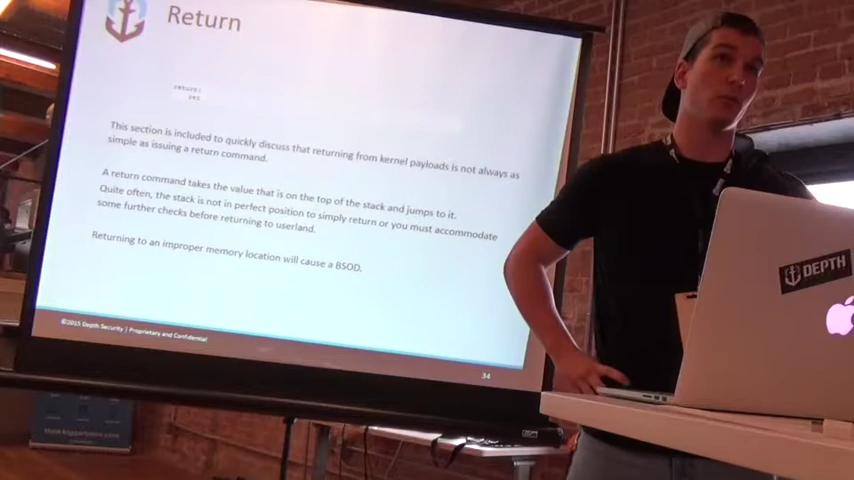 Return
return:
ret
This section is included to quickly discuss that returning from kernel payloads is not always as
simple as issuing a return command.
A return command takes the value that is on the top of the stack and jumps to it.
Quite often, the stack is not in perfect position to simply return or you must accommodate
some further checks before returning to userland.
Returning to an improper memory location will cause a BSOD.
©2015 Depth Security | Proprietary and Confidential
34
DEPTH